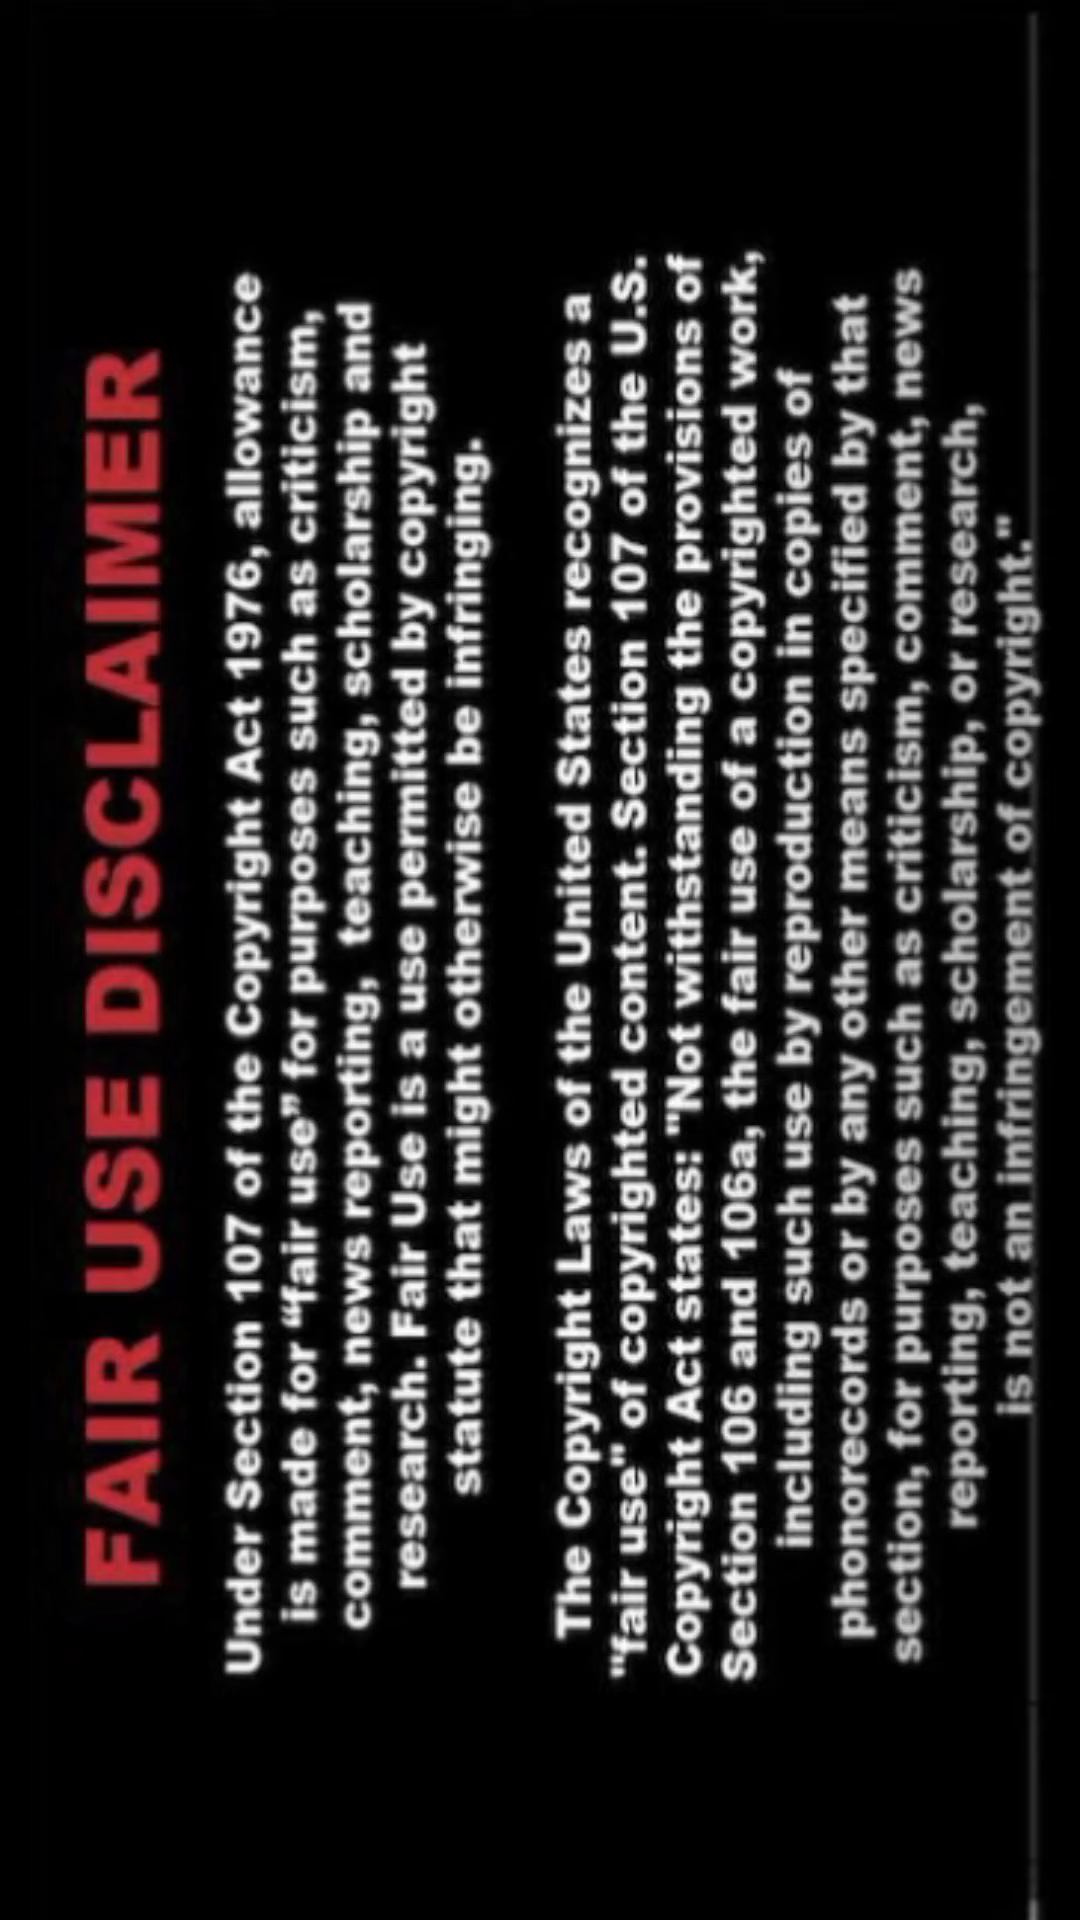 FAIR USE DISCLAIMER
Under Section 107 of the Copyright Act 1976, allowance
is made for “fair use” for purposes such as criticism,
comment, news reporting, teaching, scholarship and
research. Fair Use is a use permitted by copyright
statute that might otherwise be infringing.
The Copyright Laws of the United States recognizes a
"fair use" of copyrighted content. Section 107 of the U.S.
Copyright Act states: "Not withstanding the provisions of
Section 106 and 106a, the fair use of a copyrighted work,
including such use by reproduction in copies of
phonorecords or by any other means specified by that
section, for purposes such as criticism, comment, news
reporting, teaching, scholarship, or research,
is not an infringement of copyright."